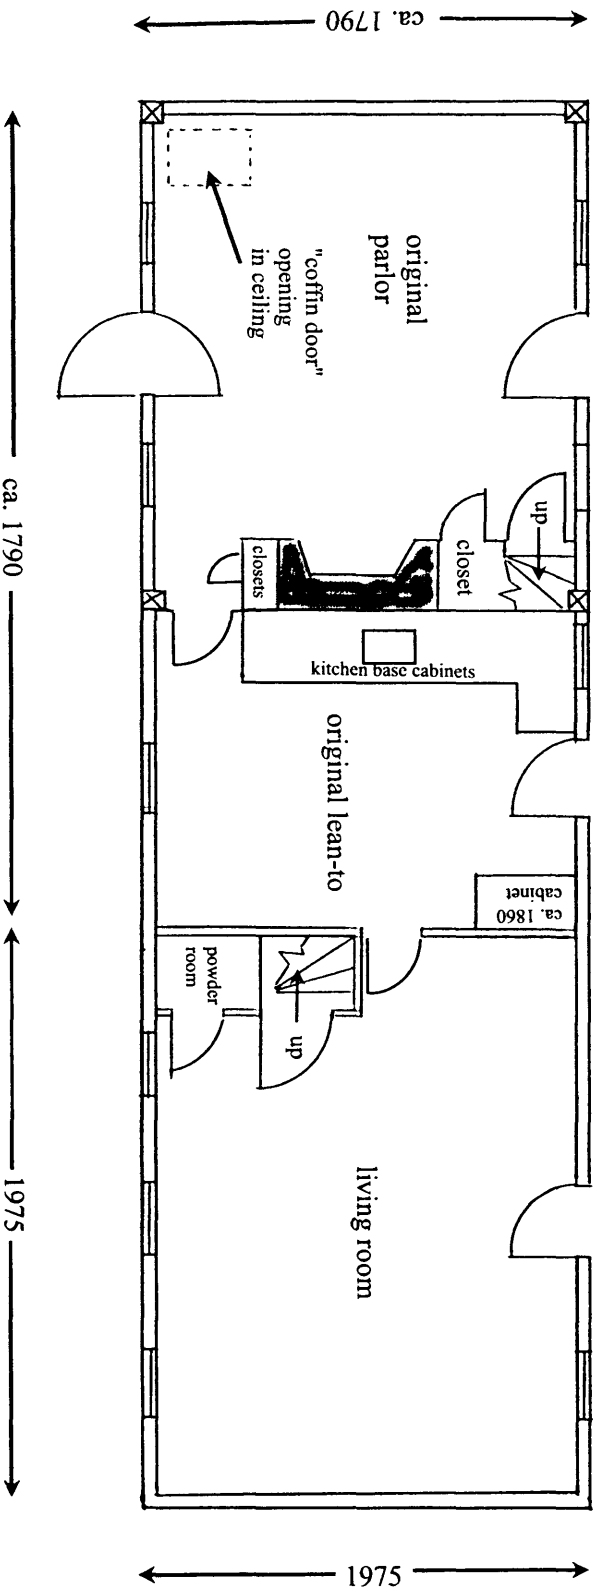 ca. 1790
original
parlor
"coffin door"
opening
in ceiling
up
closet
closets
ca. 1790
kitchen base cabinets
original lean-to
ca. 1860
cabinet
powder
room
up
living room
1975
1975